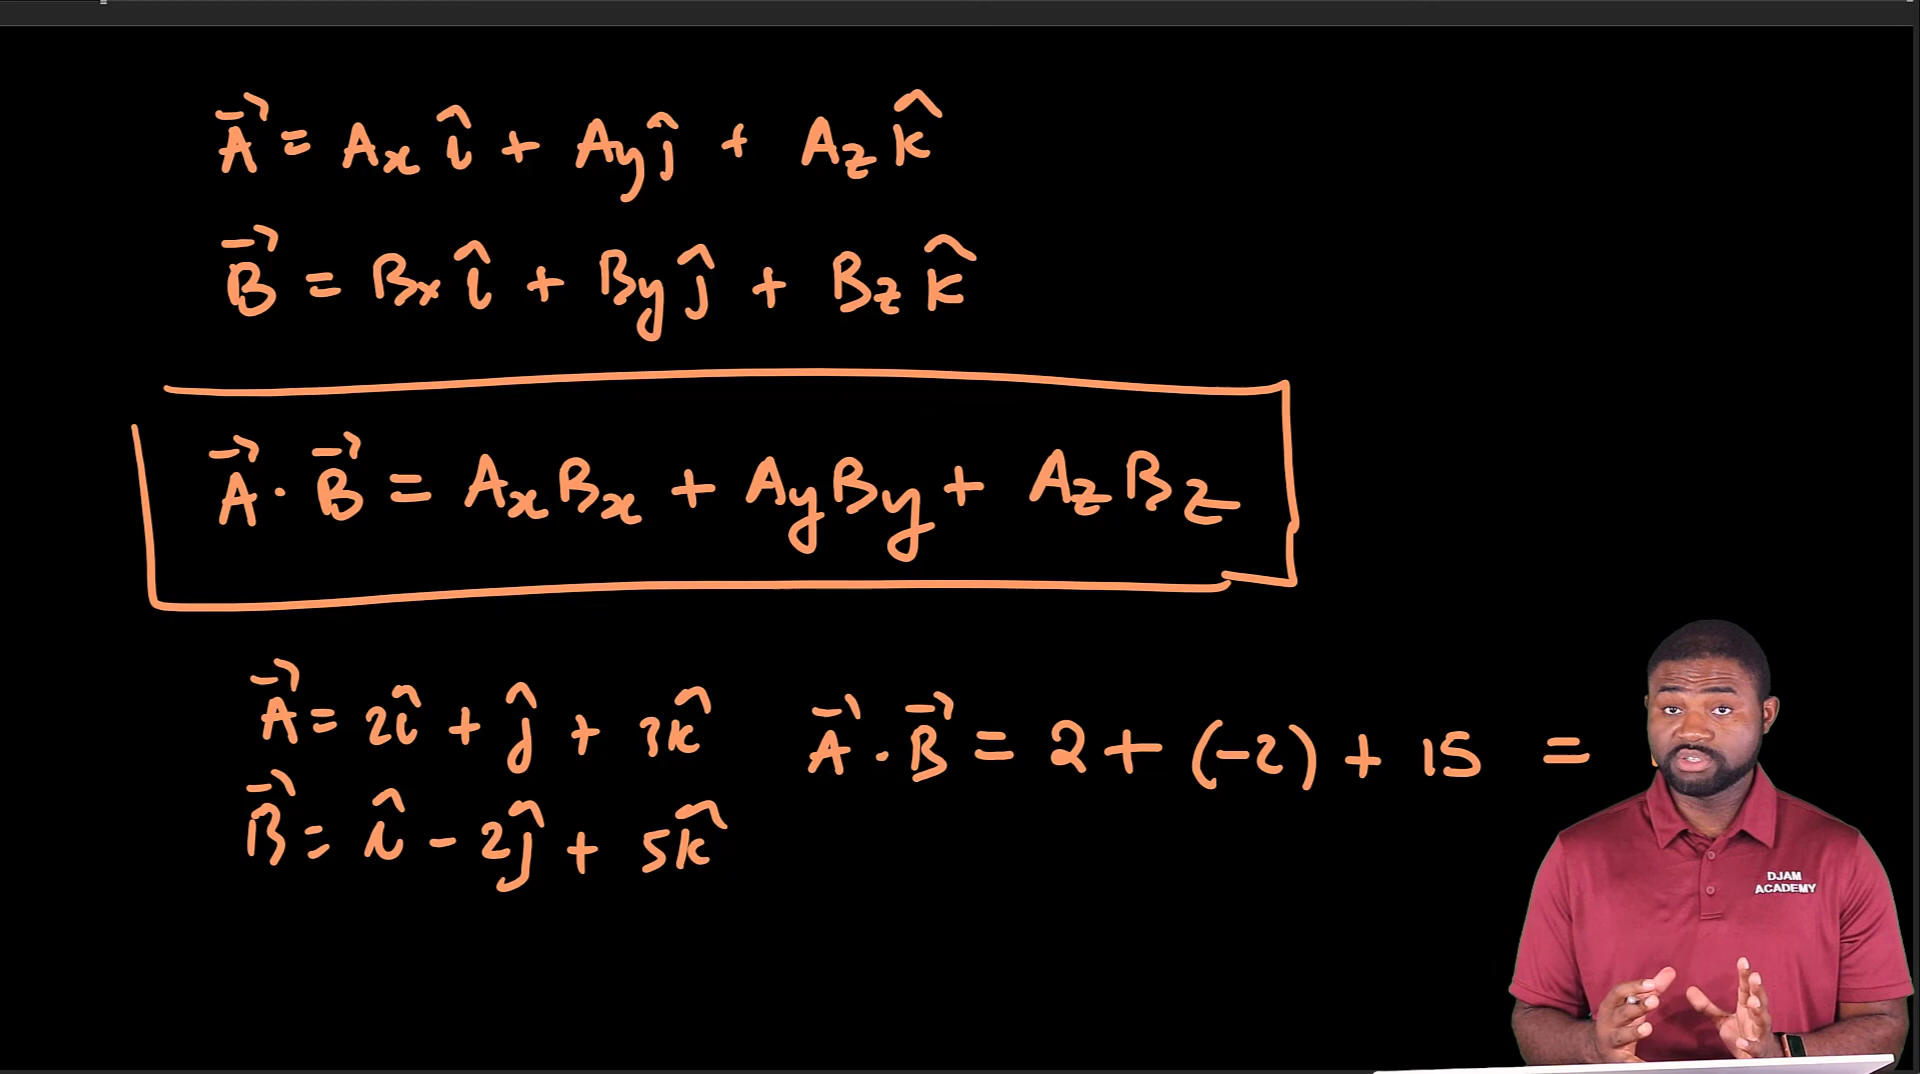 A⃗ = Ax î + Ay ĵ + Az k̂
B⃗ = Bx î + By ĵ + Bz k̂
A⃗ · B⃗ = AxBx + AyBy + AzBz
A⃗ = 2î + ĵ + 3k̂
B⃗ = î - 2ĵ + 5k̂
A⃗ · B⃗ = 2 + (-2) + 15 =
DJAM
ACADEMY